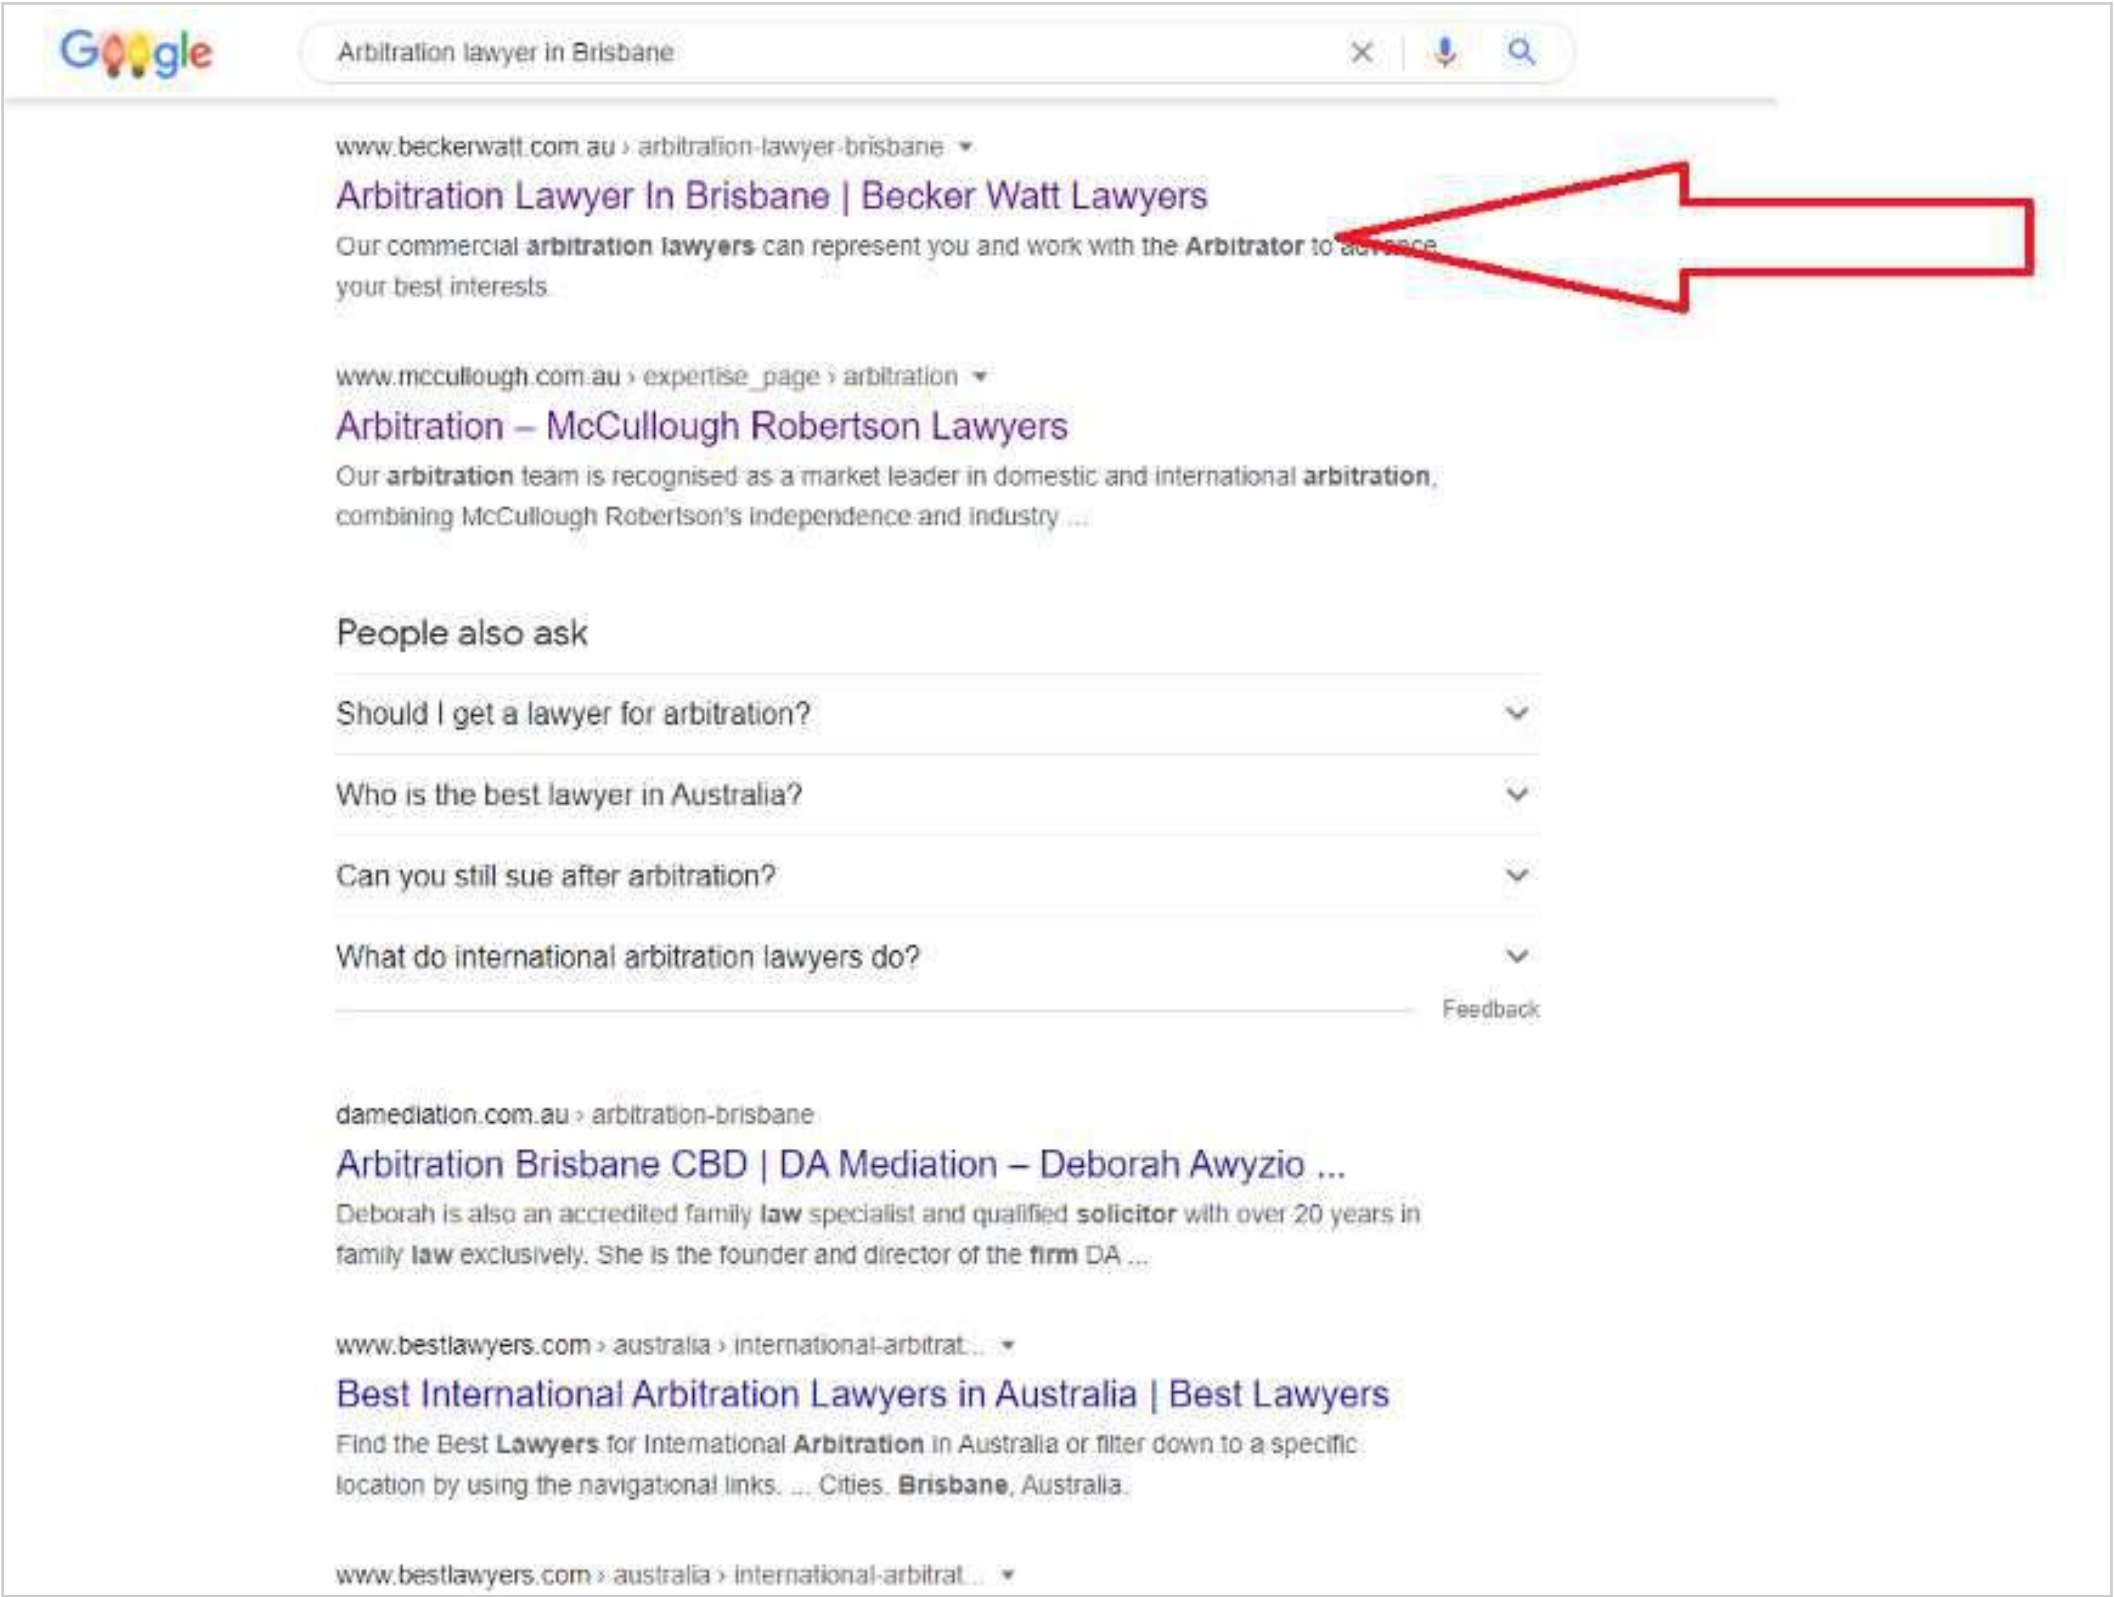 Google
Arbitration lawyer in Brisbane
www.beckerwatt.com.au › arbitration-lawyer-brisbane
Arbitration Lawyer In Brisbane | Becker Watt Lawyers
Our commercial arbitration lawyers can represent you and work with the Arbitrator to advance
your best interests.
www.mccullough.com.au › expertise_page › arbitration
Arbitration – McCullough Robertson Lawyers
Our arbitration team is recognised as a market leader in domestic and international arbitration,
combining McCullough Robertson's independence and industry ...
People also ask
Should I get a lawyer for arbitration?
Who is the best lawyer in Australia?
Can you still sue after arbitration?
What do international arbitration lawyers do?
Feedback
damediation.com.au › arbitration-brisbane
Arbitration Brisbane CBD | DA Mediation – Deborah Awyzio ...
Deborah is also an accredited family law specialist and qualified solicitor with over 20 years in
family law exclusively. She is the founder and director of the firm DA ...
www.bestlawyers.com › australia › international-arbitrat...
Best International Arbitration Lawyers in Australia | Best Lawyers
Find the Best Lawyers for International Arbitration in Australia or filter down to a specific
location by using the navigational links. ... Cities. Brisbane, Australia.
www.bestlawyers.com › australia › international-arbitrat...